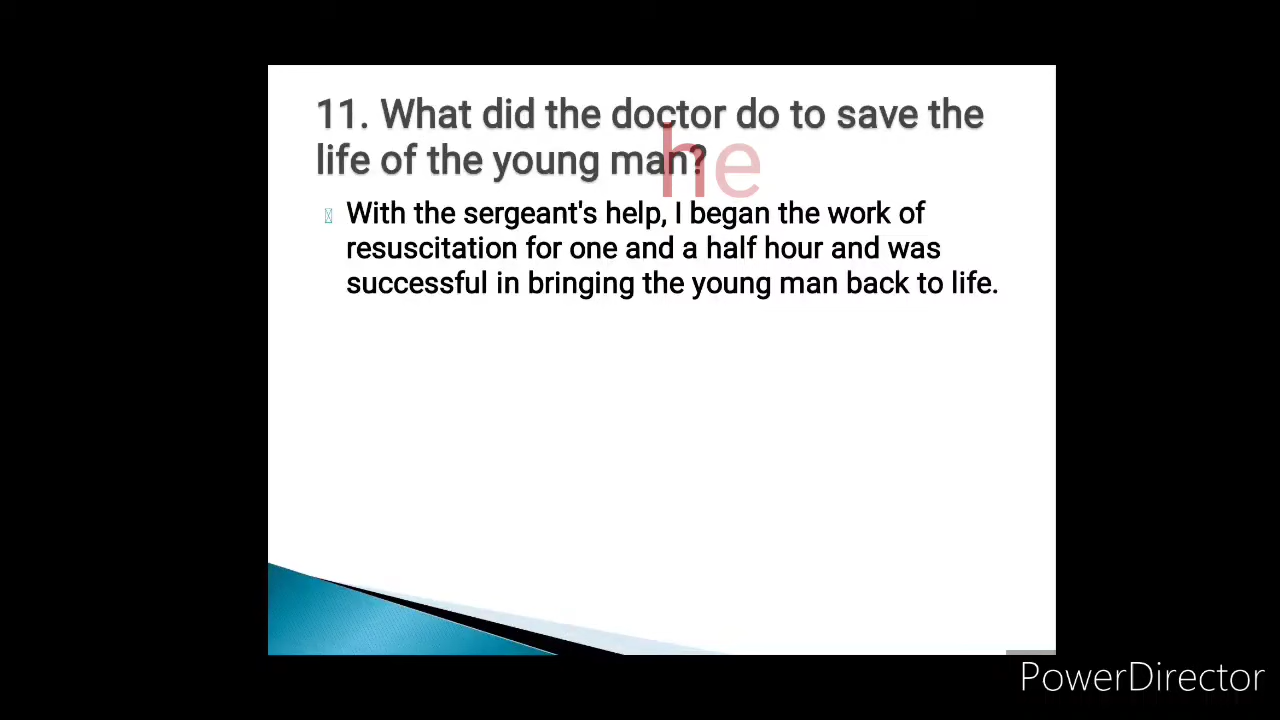 11. What did the doctor do to save the
life of the young man?
he
With the sergeant's help, I began the work of
resuscitation for one and a half hour and was
successful in bringing the young man back to life.
PowerDirector